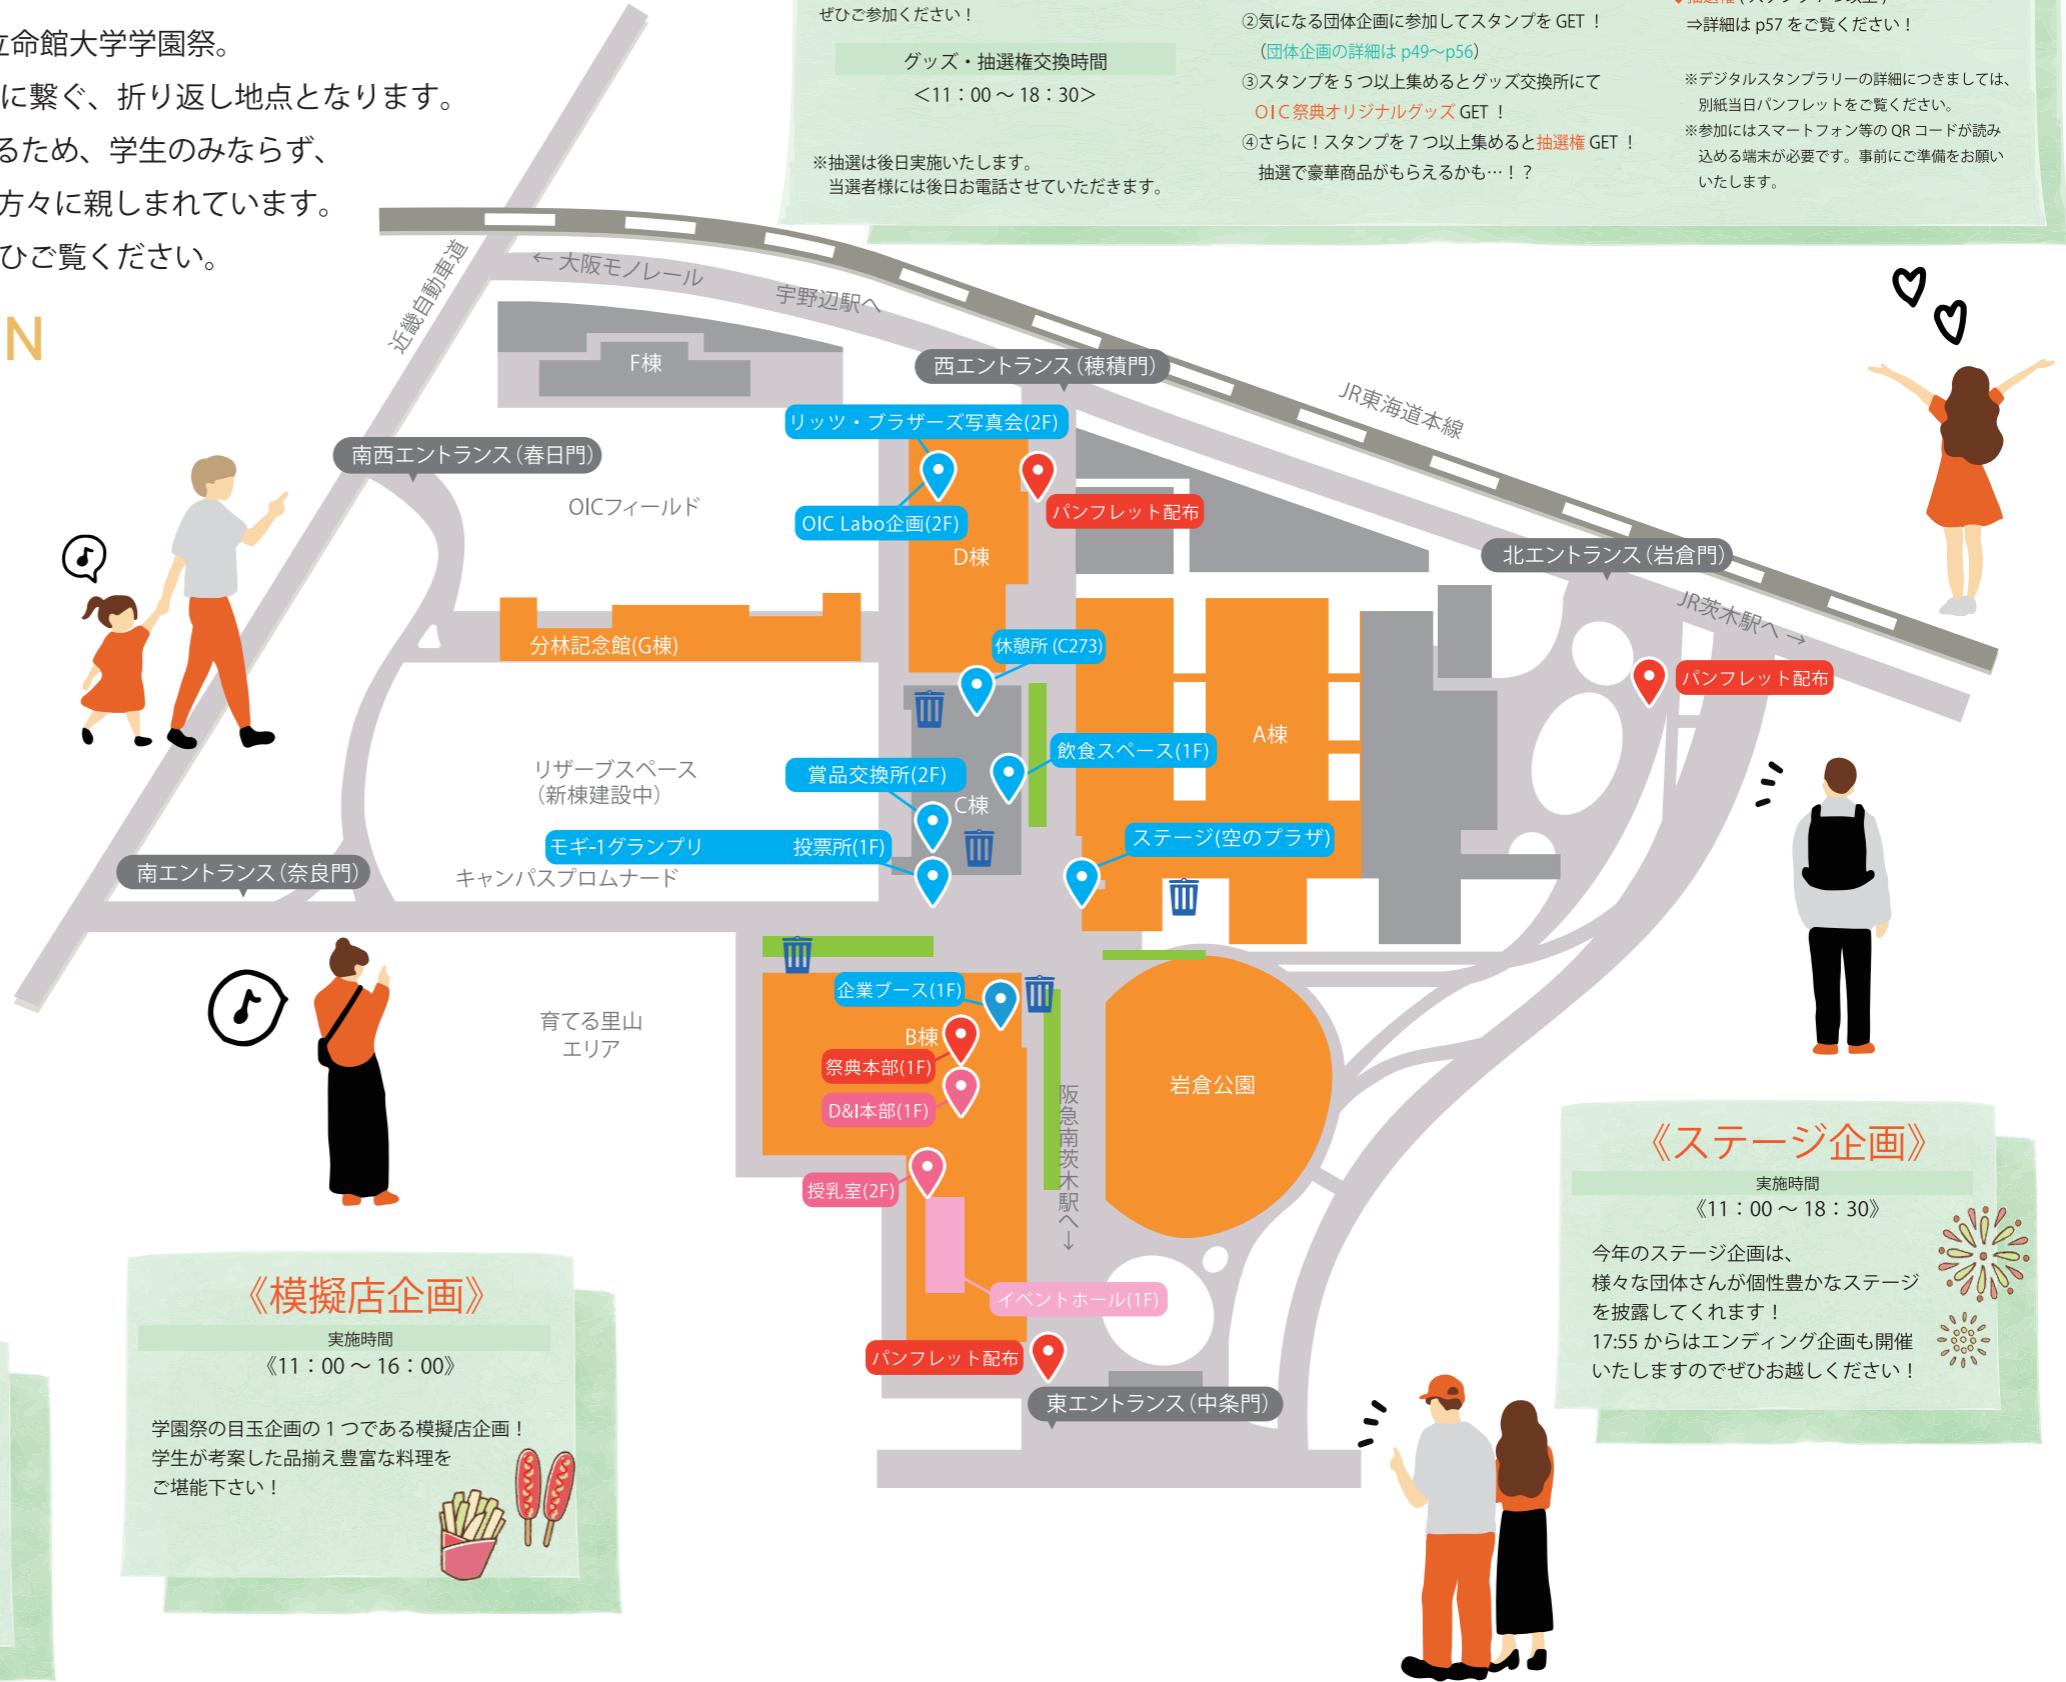 立命館大学学園祭。
に繋ぐ、折り返し地点となります。
るため、学生のみならず、
方々に親しまれています。
ひご覧ください。
N
ぜひご参加ください！
グッズ・抽選権交換時間
＜11：00 ～ 18：30＞
※抽選は後日実施いたします。
当選者様には後日お電話させていただきます。
②気になる団体企画に参加してスタンプを GET ！
（団体企画の詳細は p49～p56）
③スタンプを 5 つ以上集めるとグッズ交換所にて
OIC 祭典オリジナルグッズ GET ！
④さらに！スタンプを 7 つ以上集めると抽選権 GET ！
抽選で豪華商品がもらえるかも…！？
⇒詳細は p57 をご覧ください！
※デジタルスタンプラリーの詳細につきましては、
別紙当日パンフレットをご覧ください。
※参加にはスマートフォン等の QR コードが読み
込める端末が必要です。事前にご準備をお願い
いたします。
近畿自動車道
← 大阪モノレール
宇野辺駅へ
F棟
西エントランス（穂積門）
JR東海道本線
リッツ・ブラザーズ写真会(2F)
南西エントランス（春日門）
OICフィールド
OIC Labo企画(2F)
パンフレット配布
D棟
北エントランス（岩倉門）
JR茨木駅へ →
分林記念館(G棟)
休憩所 (C273)
パンフレット配布
A棟
リザーブスペース
（新棟建設中）
賞品交換所(2F)
飲食スペース(1F)
C棟
モギ-1グランプリ 投票所(1F)
ステージ(空のプラザ)
南エントランス（奈良門）
キャンパスプロムナード
企業ブース(1F)
育てる里山
エリア
B棟
祭典本部(1F)
D&I本部(1F)
阪急南茨木駅へ↓
岩倉公園
授乳室(2F)
イベントホール(1F)
パンフレット配布
東エントランス（中条門）
《模擬店企画》
実施時間
《11：00 ～ 16：00》
学園祭の目玉企画の 1 つである模擬店企画！
学生が考案した品揃え豊富な料理を
ご堪能下さい！
《ステージ企画》
実施時間
《11：00 ～ 18：30》
今年のステージ企画は、
様々な団体さんが個性豊かなステージ
を披露してくれます！
17:55 からはエンディング企画も開催
いたしますのでぜひお越しください！